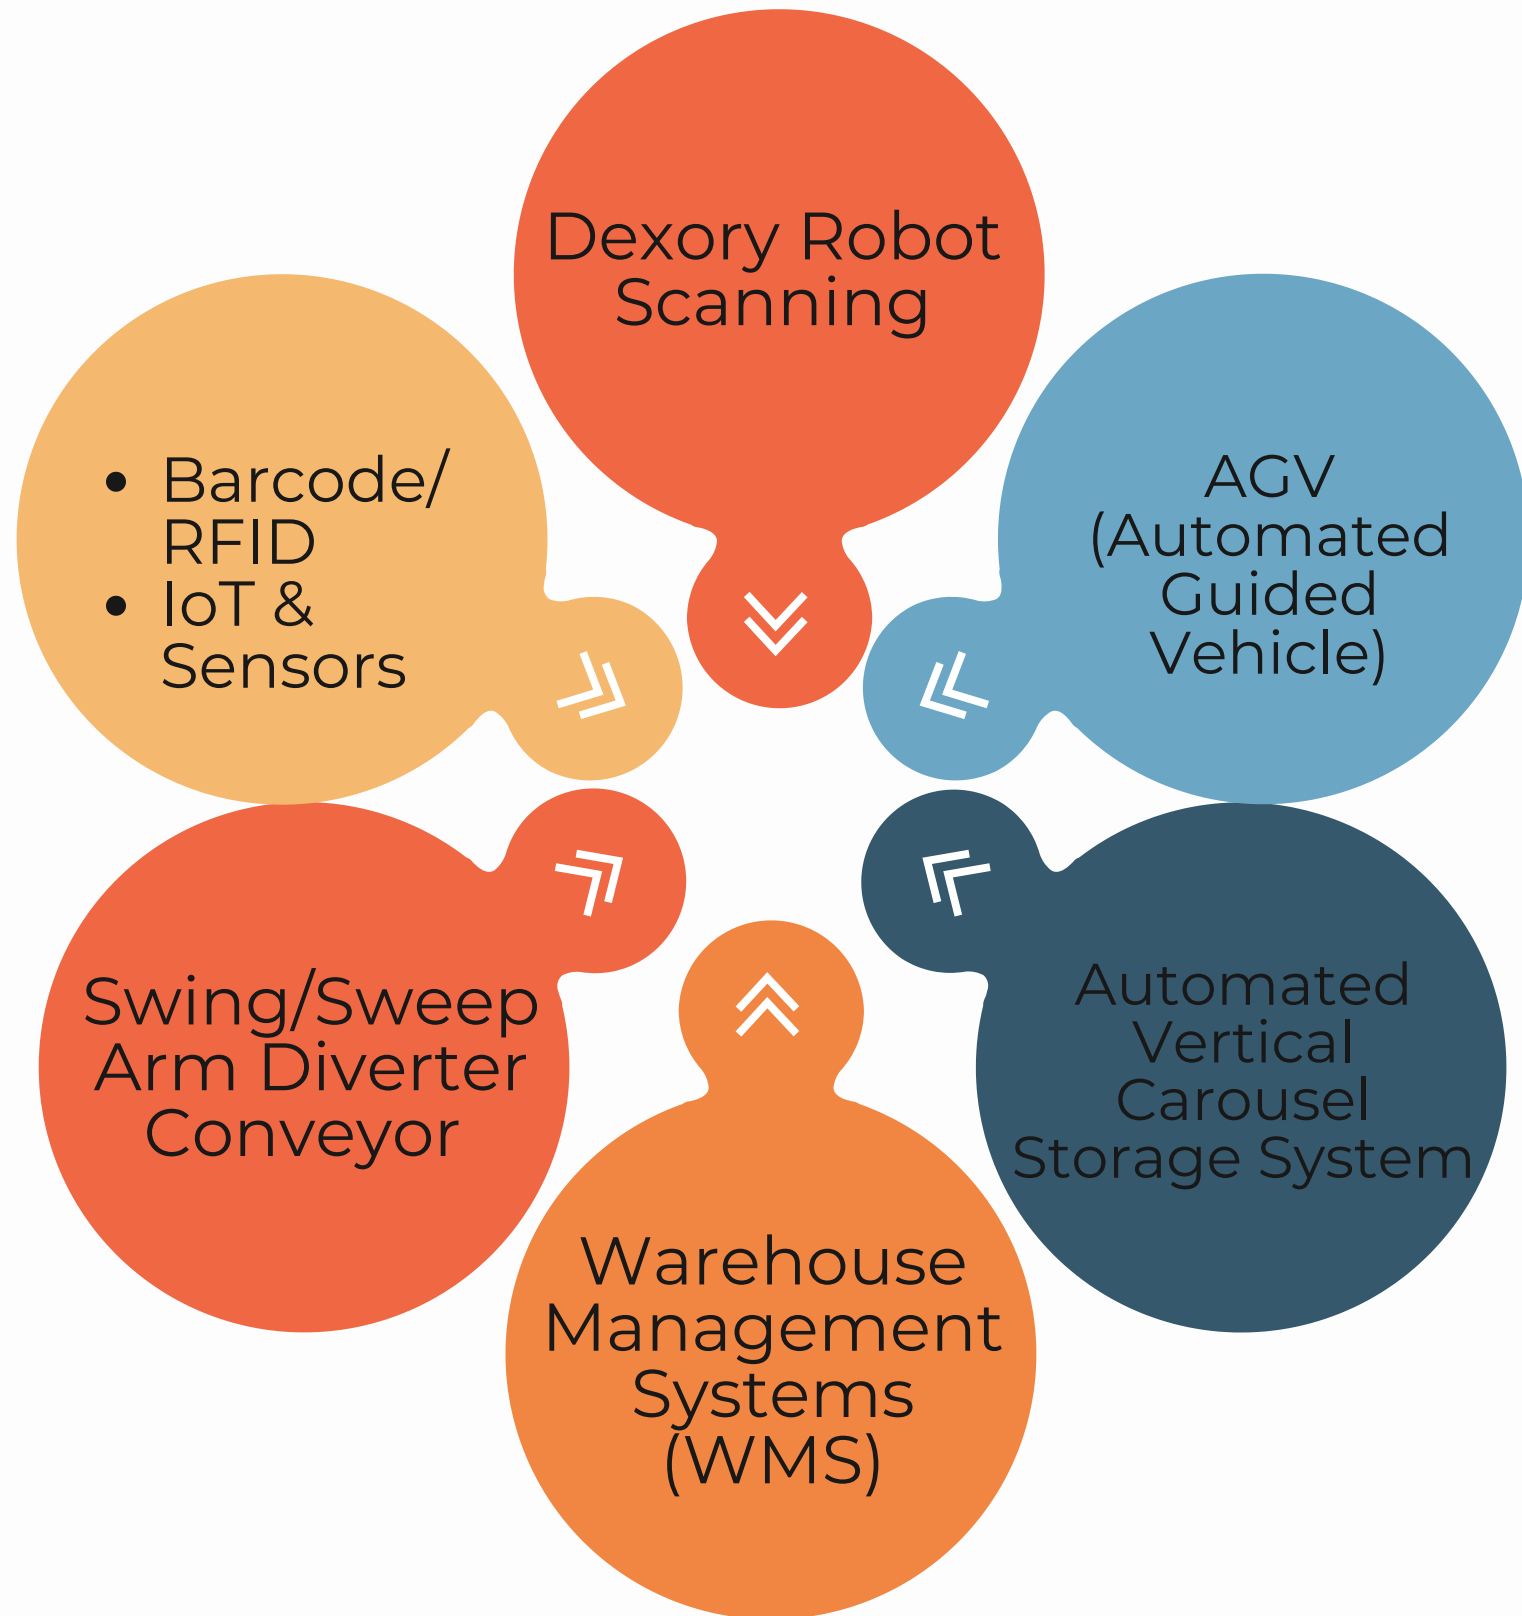 Dexory Robot
Scanning
• Barcode/
RFID
• IoT &
Sensors
AGV
(Automated
Guided
Vehicle)
Swing/Sweep
Arm Diverter
Conveyor
Automated
Vertical
Carousel
Storage System
Warehouse
Management
Systems
(WMS)